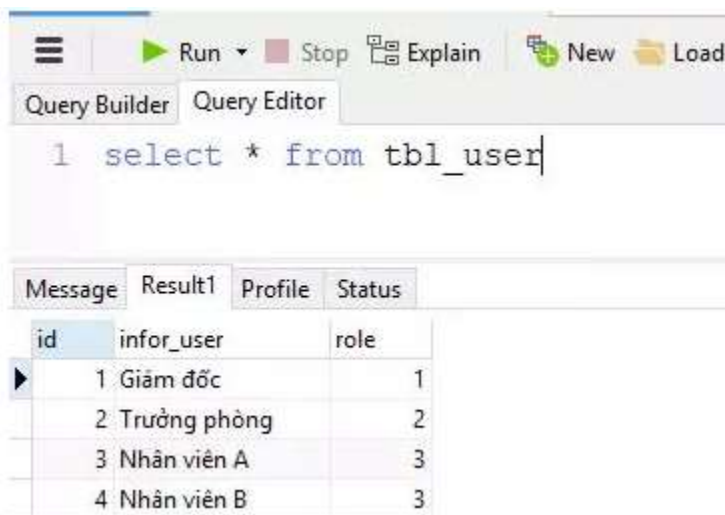 Run Stop Explain New Load
Query Builder Query Editor
1 select * from tbl_user
Message Result1 Profile Status
id infor_user role
1 Giám đốc 1
2 Trưởng phòng 2
3 Nhân viên A 3
4 Nhân viên B 3